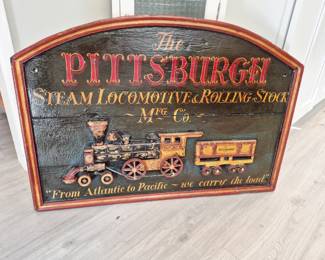 The
PITTSBURGH
STEAM LOCOMOTIVE & ROLLING-STOCK
~ MFG Co ~
"From Atlantic to Pacific ~ we carry the load."